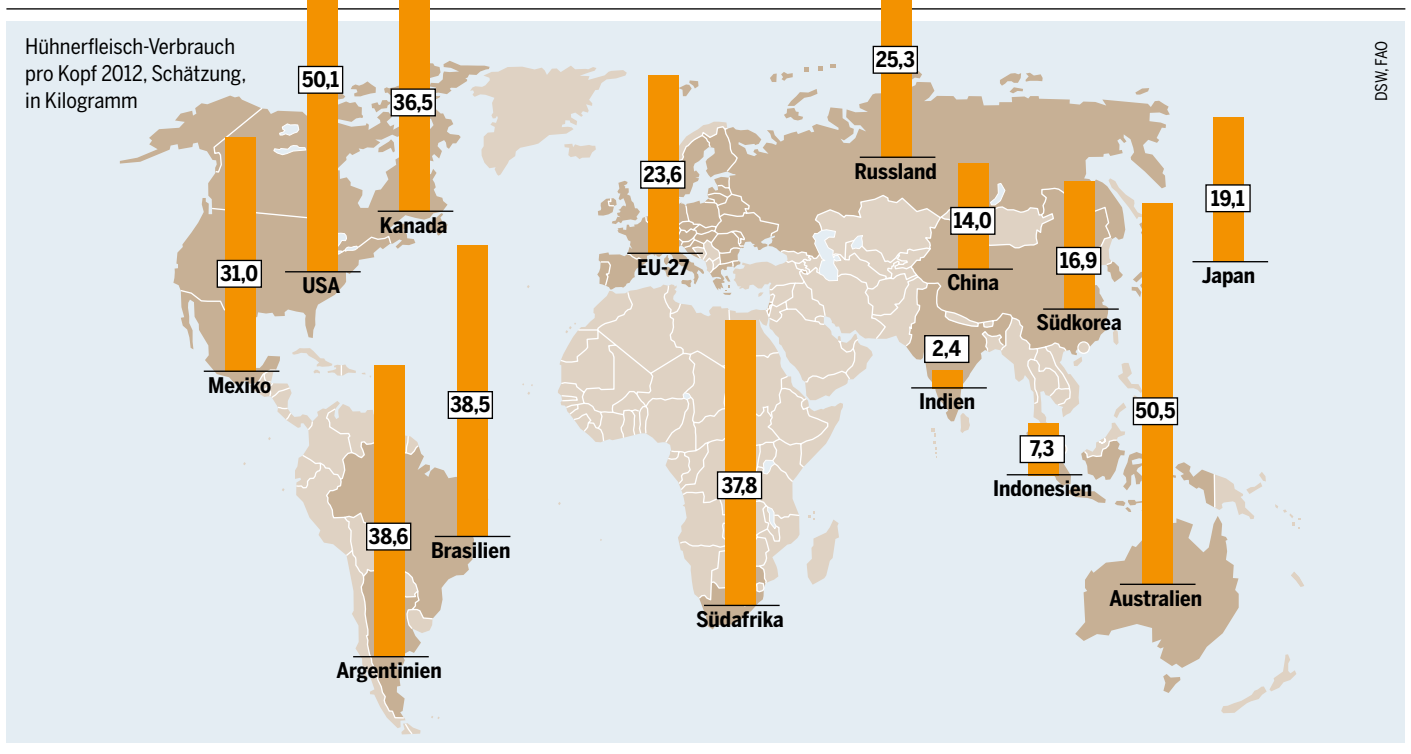 Hühnerfleisch-Verbrauch
pro Kopf 2012, Schätzung,
in Kilogramm
DSW, FAO
50,1
USA
36,5
Kanada
31,0
Mexiko
38,5
Brasilien
38,6
Argentinien
23,6
EU-27
37,8
Südafrika
25,3
Russland
14,0
China
16,9
Südkorea
19,1
Japan
2,4
Indien
7,3
Indonesien
50,5
Australien